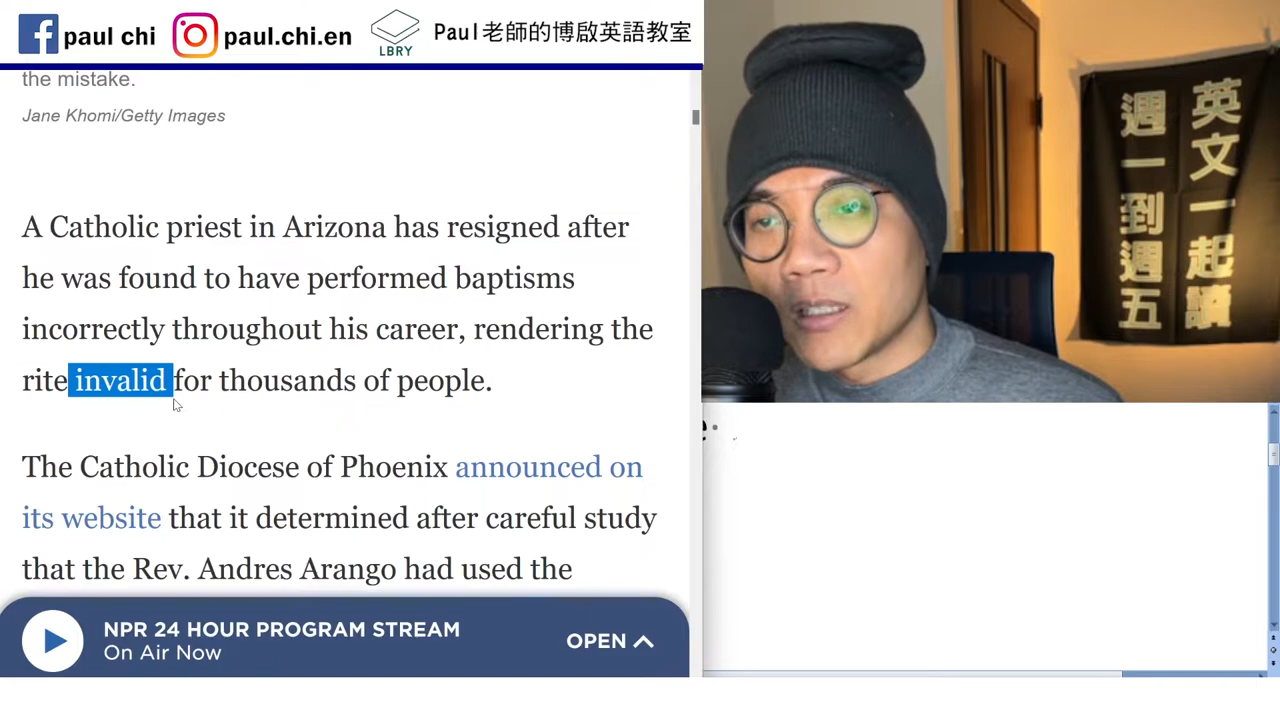 paul chi
paul.chi.en
LBRY
Paul老師的博啟英語教室
the mistake.
Jane Khomi/Getty Images
A Catholic priest in Arizona has resigned after
he was found to have performed baptisms
incorrectly throughout his career, rendering the
rite invalid for thousands of people.
The Catholic Diocese of Phoenix announced on
its website that it determined after careful study
that the Rev. Andres Arango had used the
NPR 24 HOUR PROGRAM STREAM
On Air Now
OPEN
英文一起讀
週一到週五